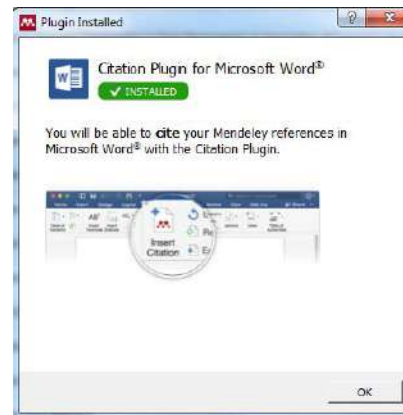 Plugin Installed
Citation Plugin for Microsoft Word®
✓ INSTALLED
You will be able to cite your Mendeley references in
Microsoft Word® with the Citation Plugin.
Insert
Citation
OK